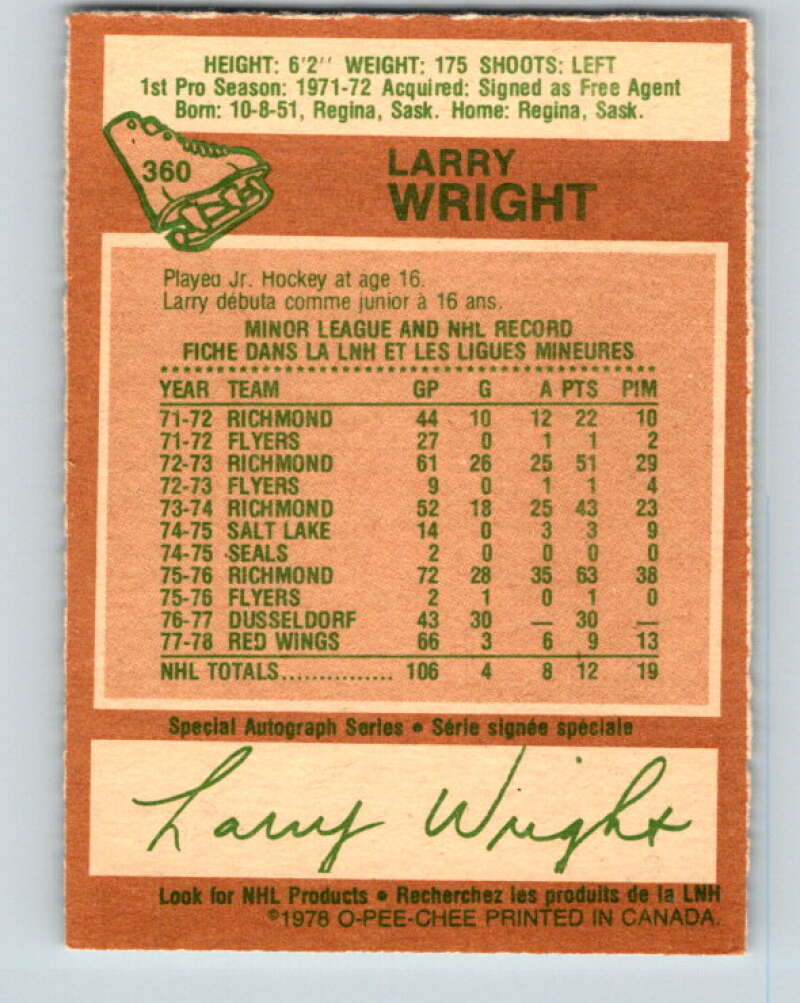 HEIGHT: 6'2'' WEIGHT: 175 SHOOTS: LEFT
1st Pro Season: 1971-72 Acquired: Signed as Free Agent
Born: 10-8-51, Regina, Sask. Home: Regina, Sask.
360
LARRY
WRIGHT
Played Jr. Hockey at age 16.
Larry débuta comme junior à 16 ans.
MINOR LEAGUE AND NHL RECORD
FICHE DANS LA LNH ET LES LIGUES MINEURES
YEAR TEAM GP G A PTS PIM
71-72 RICHMOND 44 10 12 22 10
71-72 FLYERS 27 0 1 1 2
72-73 RICHMOND 61 26 25 51 29
72-73 FLYERS 9 0 1 1 4
73-74 RICHMOND 52 18 25 43 23
74-75 SALT LAKE 14 0 3 3 9
74-75 SEALS 2 0 0 0 0
75-76 RICHMOND 72 28 35 63 38
75-76 FLYERS 2 1 0 1 0
76-77 DUSSELDORF 43 30 — 30 —
77-78 RED WINGS 66 3 6 9 13
NHL TOTALS............... 106 4 8 12 19
Special Autograph Series • Série signée spéciale
Larry Wright
Look for NHL Products • Recherchez les produits de la LNH
©1978 O-PEE-CHEE PRINTED IN CANADA.